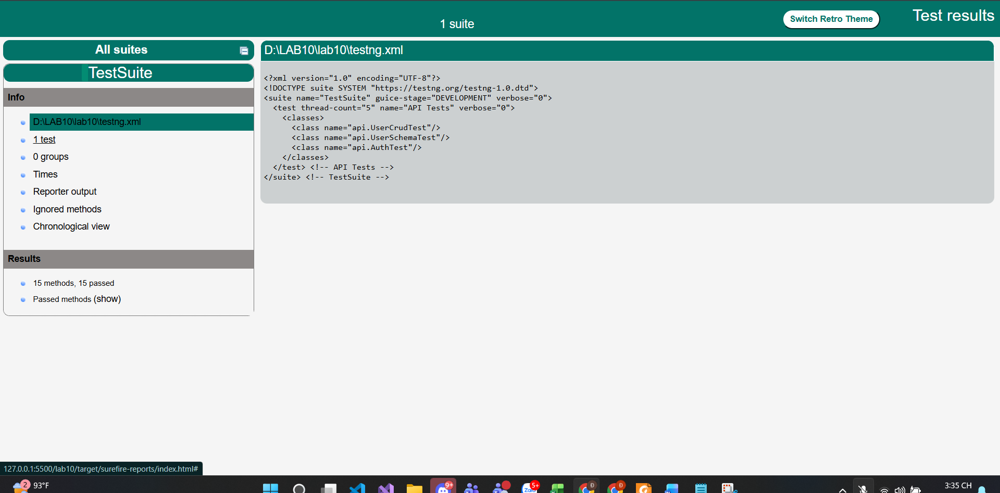 1 suite
Switch Retro Theme
Test results
All suites
TestSuite
Info
D:\LAB10\lab10\testng.xml
1 test
0 groups
Times
Reporter output
Ignored methods
Chronological view
Results
15 methods, 15 passed
Passed methods (show)
D:\LAB10\lab10\testng.xml
<?xml version="1.0" encoding="UTF-8"?>
<!DOCTYPE suite SYSTEM "https://testng.org/testng-1.0.dtd">
<suite name="TestSuite" guice-stage="DEVELOPMENT" verbose="0">
  <test thread-count="5" name="API Tests" verbose="0">
    <classes>
      <class name="api.UserCrudTest"/>
      <class name="api.UserSchemaTest"/>
      <class name="api.AuthTest"/>
    </classes>
  </test> <!-- API Tests -->
</suite> <!-- TestSuite -->
127.0.0.1:5500/lab10/target/surefire-reports/index.html#
2
93°F
9+
Zalo
5+
Đ
Đ
3:35 CH